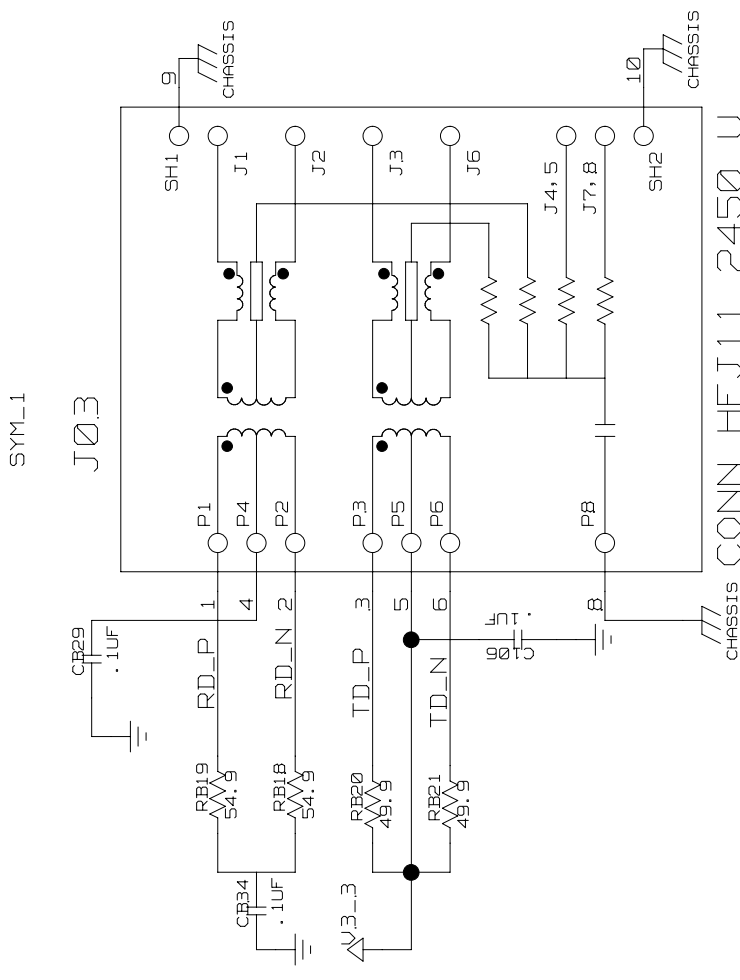 SYM_1
J03
SH1
9
CHASSIS
J1
J2
J3
J6
J4,5
J7,8
SH2
10
CHASSIS
P1
P4
P2
P3
P5
P6
P8
1
4
2
3
5
6
8
CB29
.1UF
RD_P
RD_N
TD_P
TD_N
C106
.1UF
CHASSIS
RB19
54.9
RB18
54.9
RB20
49.9
RB21
49.9
CB34
.1UF
V3_3
CONN HFJ11 2450 U